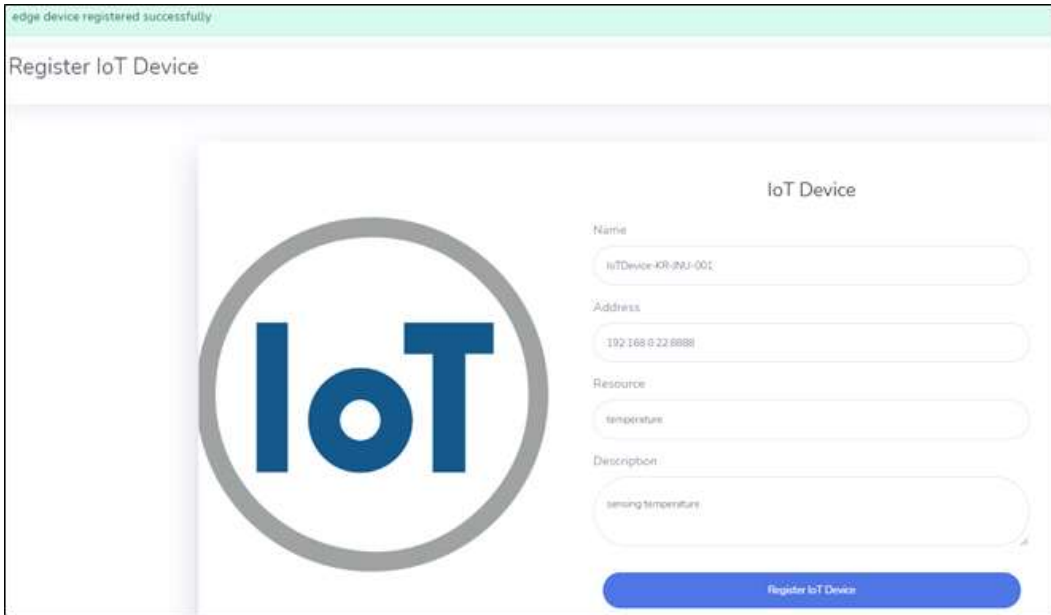 edge device registered successfully
Register IoT Device
IoT
IoT Device
Name
IoTDevice-KR-JNU-001
Address
192.168.0.22:8888
Resource
temperature
Description
sensing temperature
Register IoT Device